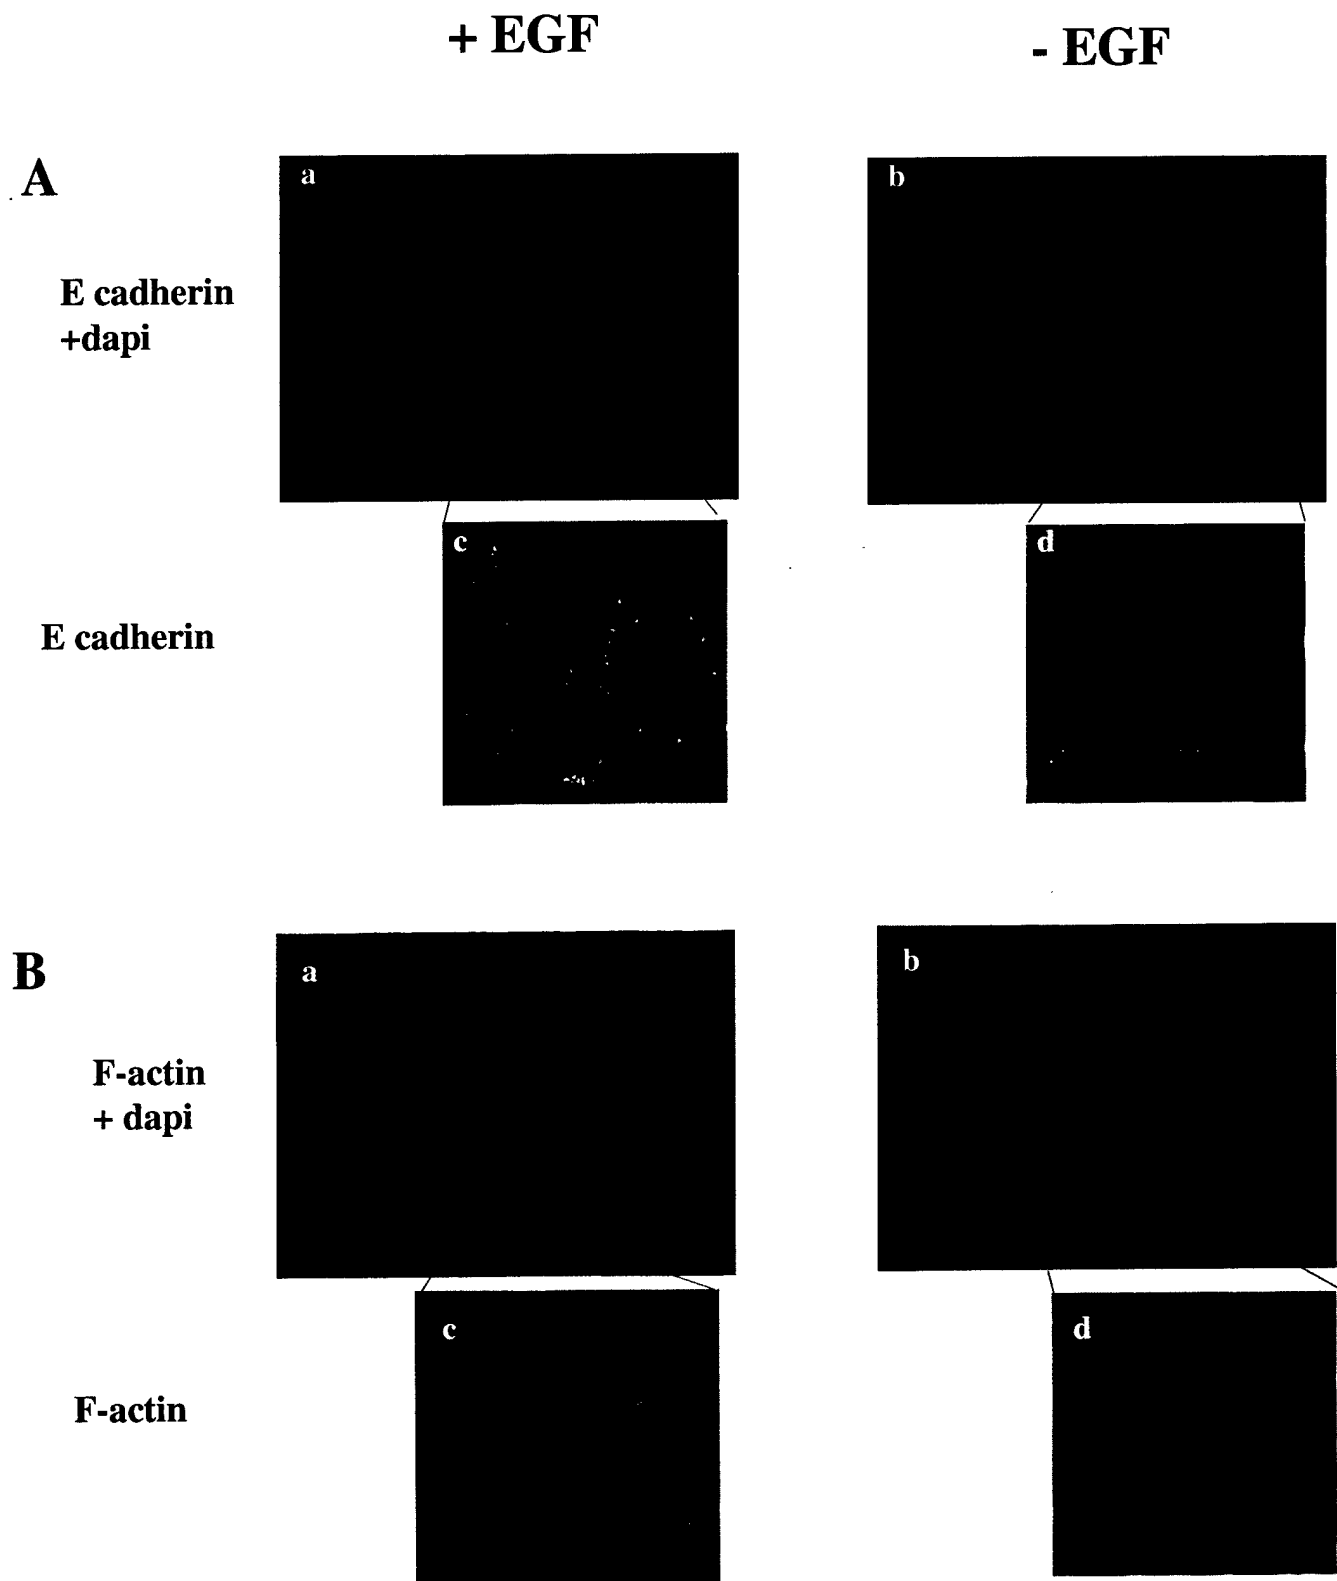 + EGF
- EGF
A
a
b
E cadherin
+dapi
c
d
E cadherin
B
a
b
F-actin
+ dapi
c
d
F-actin